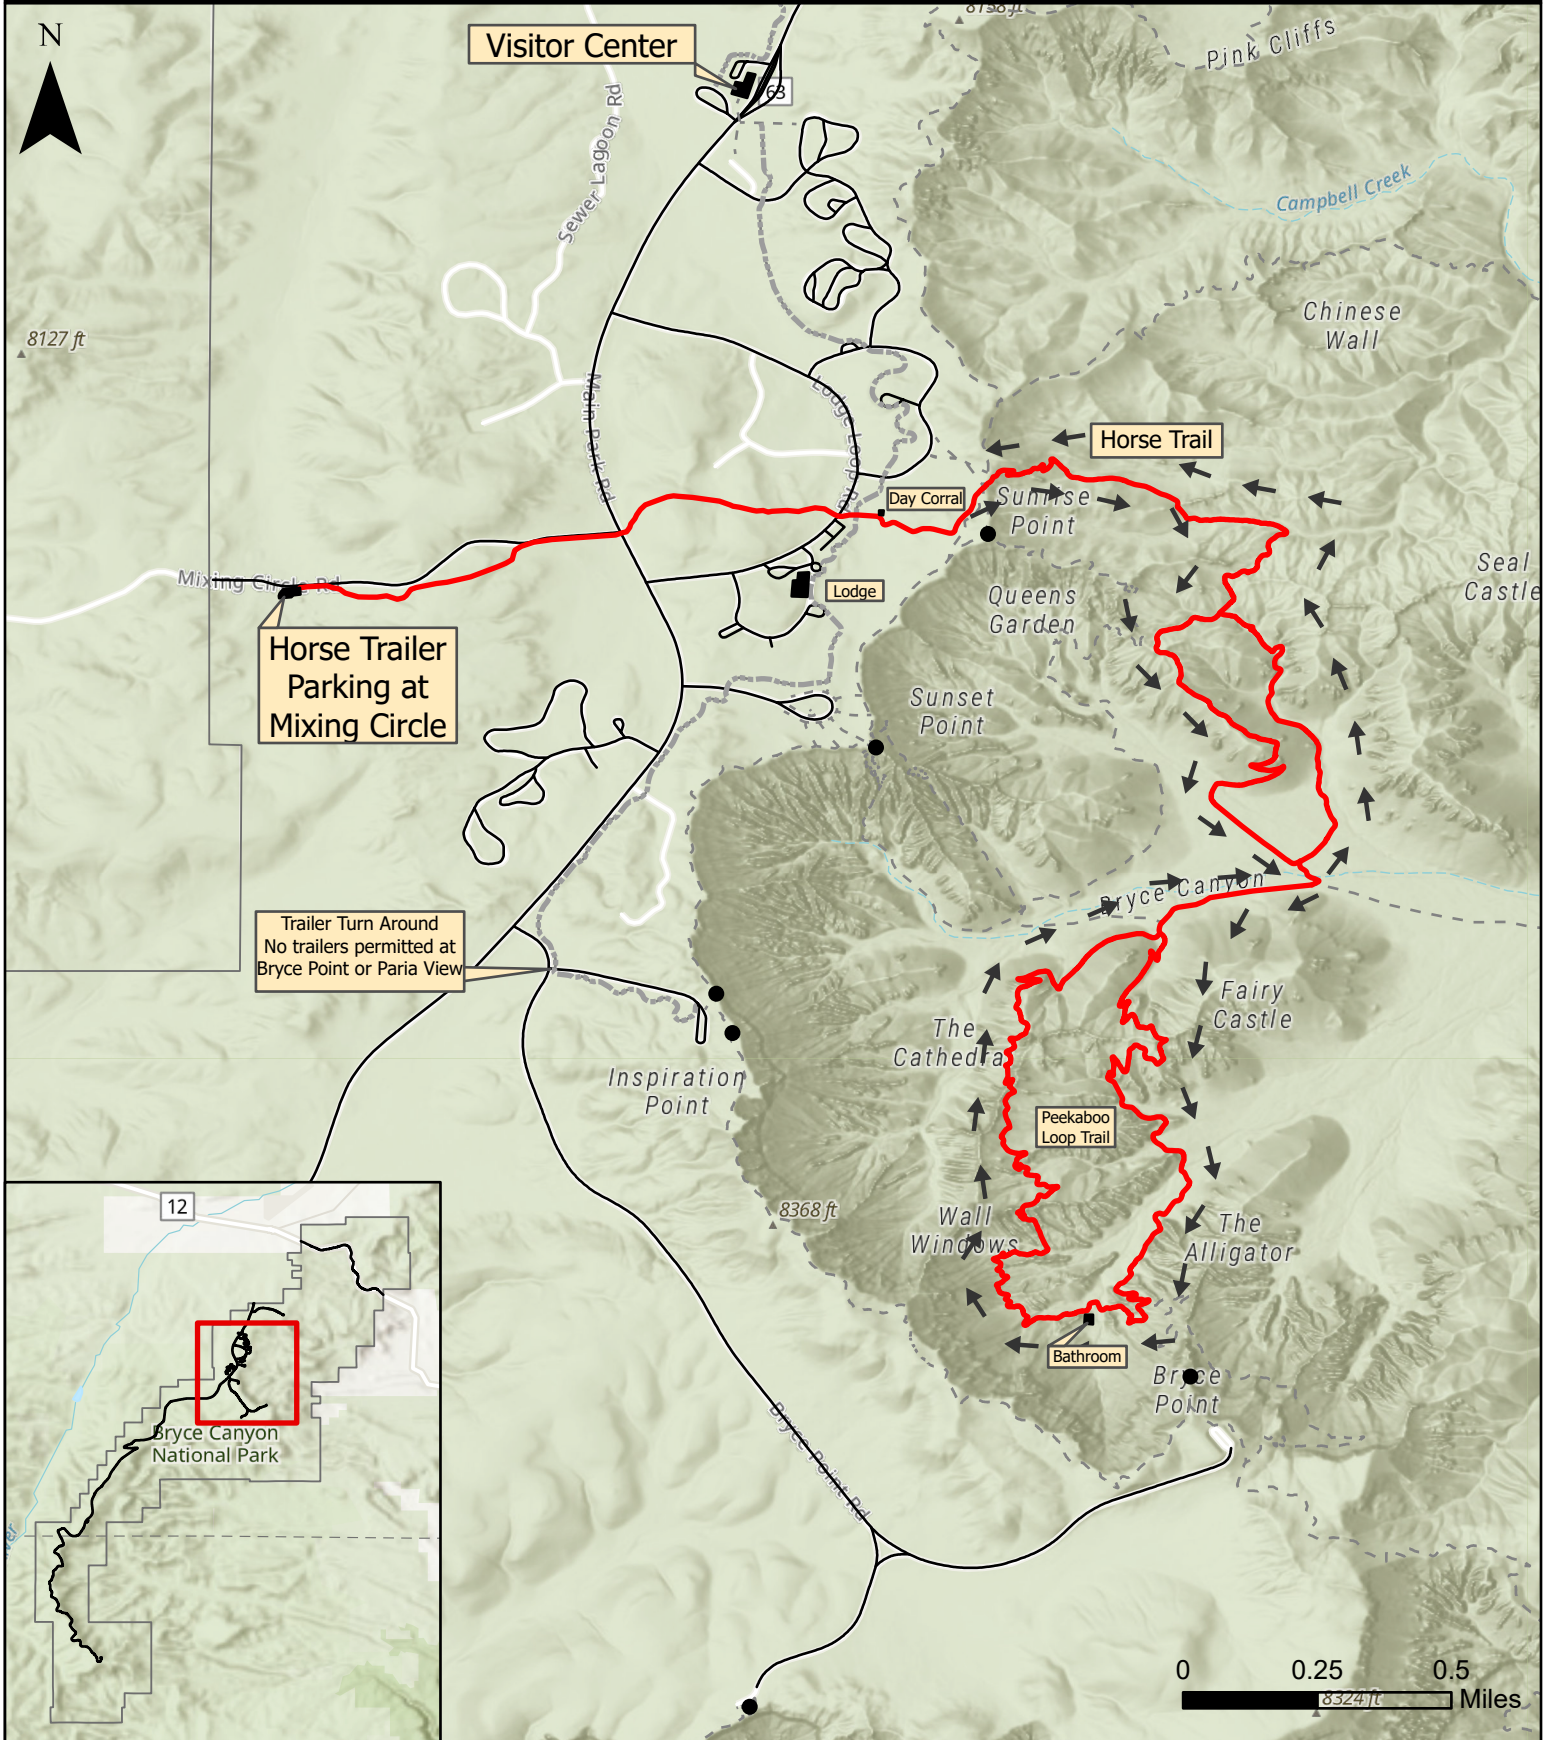 8158 ft
N
Visitor Center
Pink Cliffs
63
Sewer Lagoon Rd
Campbell Creek
Chinese
Wall
8127 ft
Main Park Rd
Lodge Loop Rd
Horse Trail
Day Corral
Sunrise
Point
Seal
Castle
Mixing Circle Rd
Lodge
Queens
Garden
Horse Trailer
Parking at
Mixing Circle
Sunset
Point
Bryce Canyon
Trailer Turn Around
No trailers permitted at
Bryce Point or Paria View
Fairy
Castle
The
Cathedral
Inspiration
Point
Peekaboo
Loop Trail
12
8368 ft
Wall
Windows
The
Alligator
Bathroom
Bryce
Point
Bryce Canyon
National Park
Bryce Point Rd
0 0.25 0.5
Miles
8324 ft